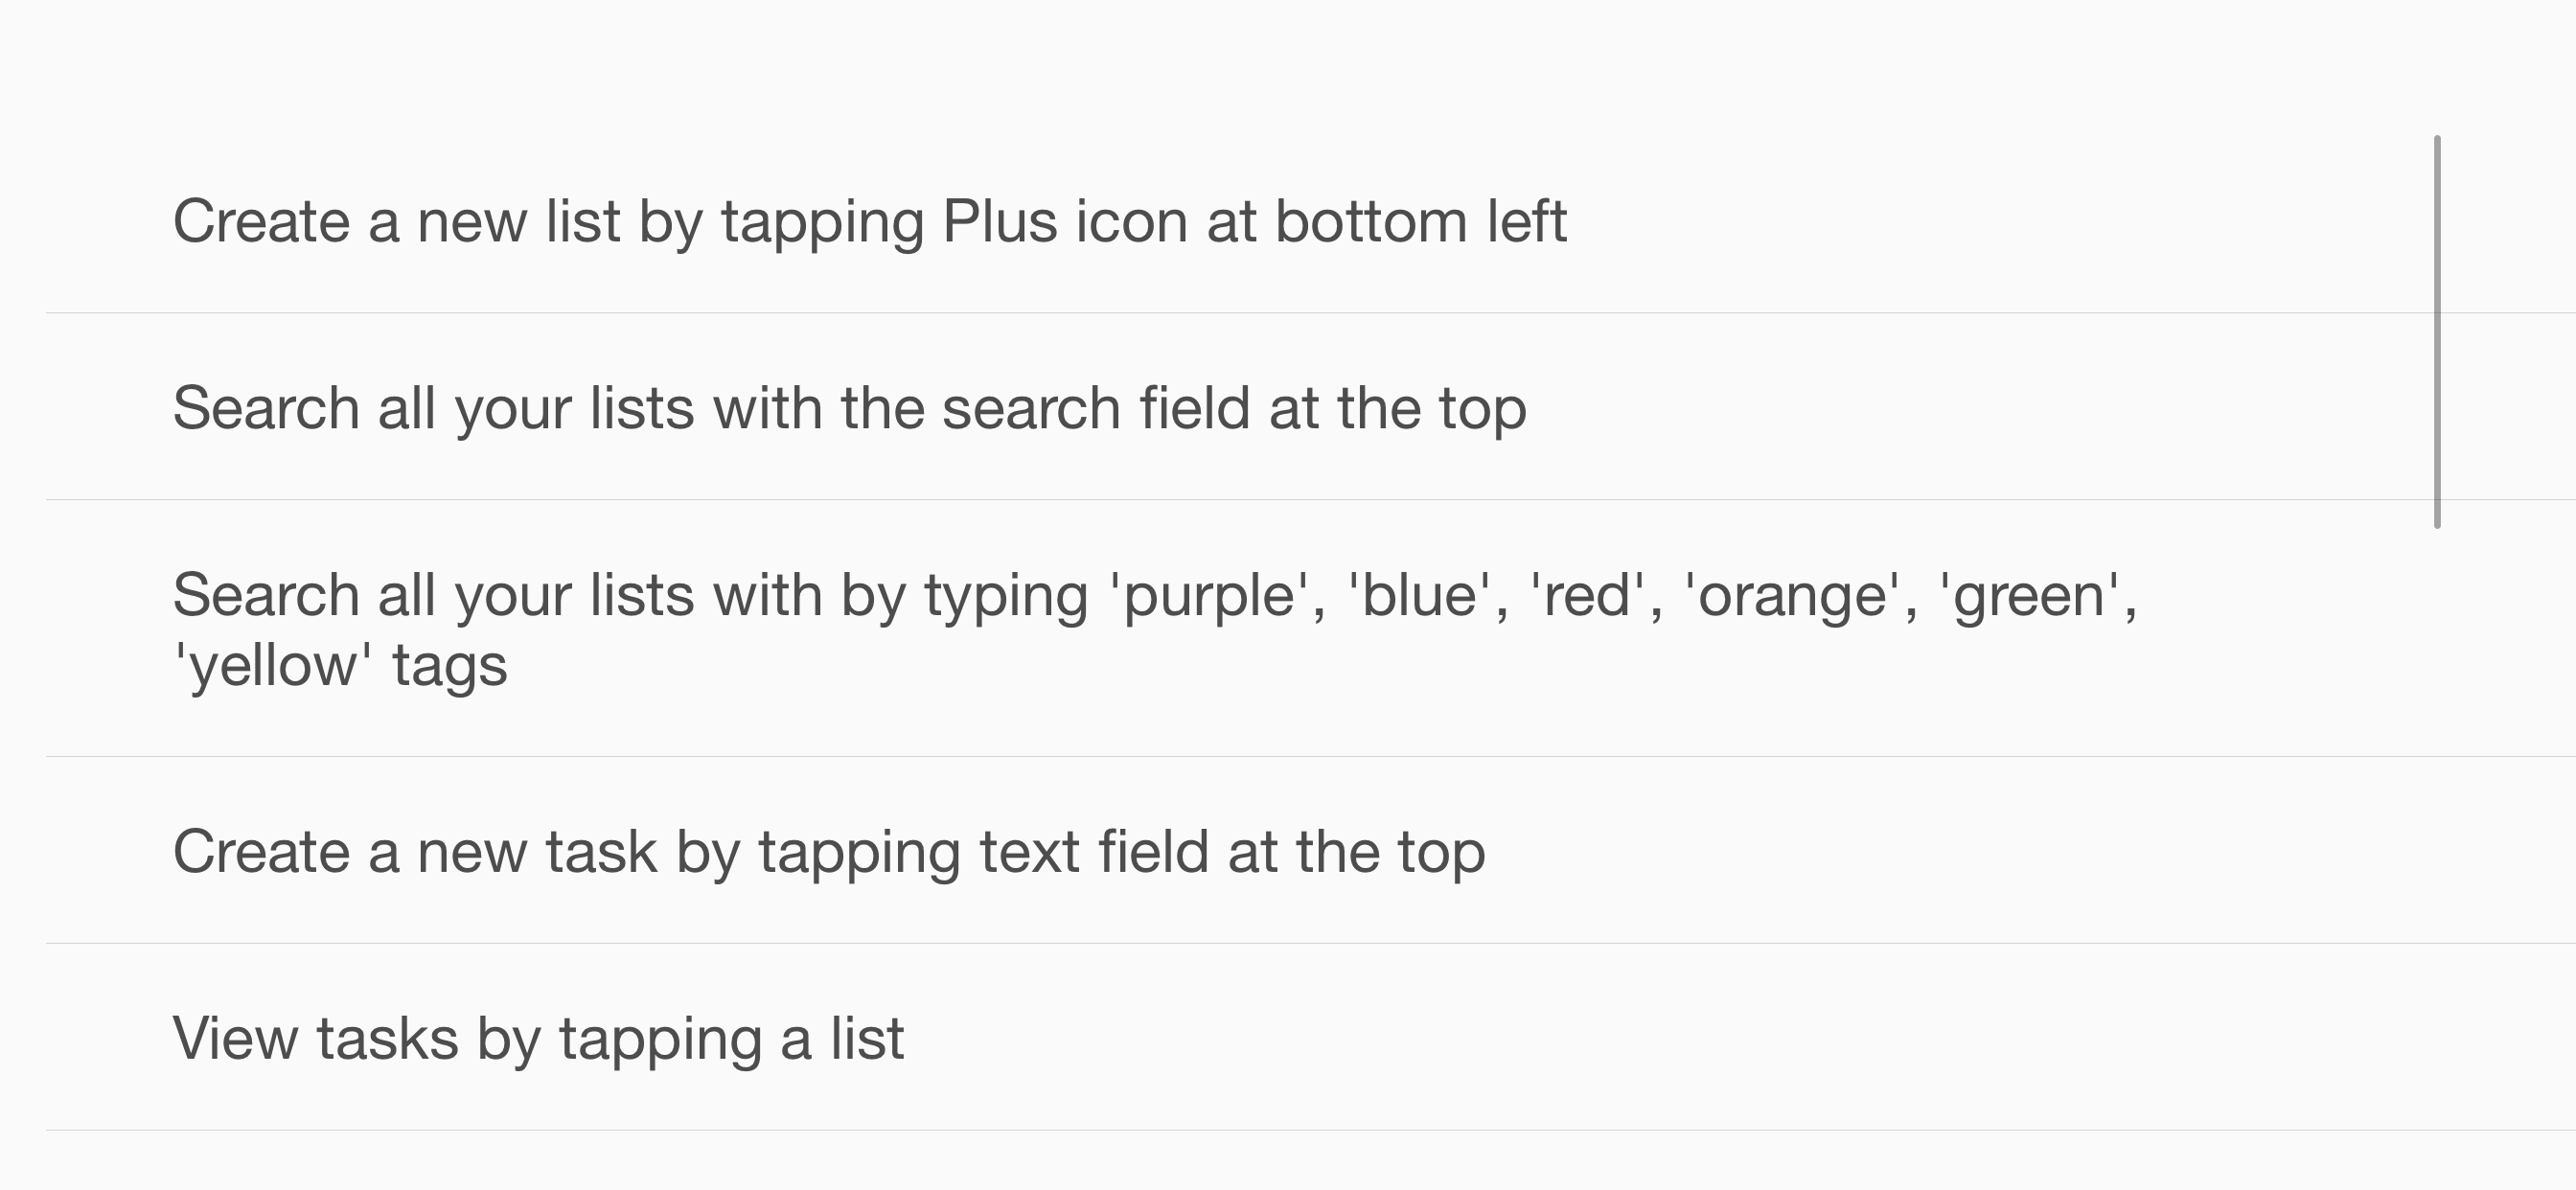 Create a new list by tapping Plus icon at bottom left
Search all your lists with the search field at the top
Search all your lists with by typing 'purple', 'blue', 'red', 'orange', 'green',
'yellow' tags
Create a new task by tapping text field at the top
View tasks by tapping a list